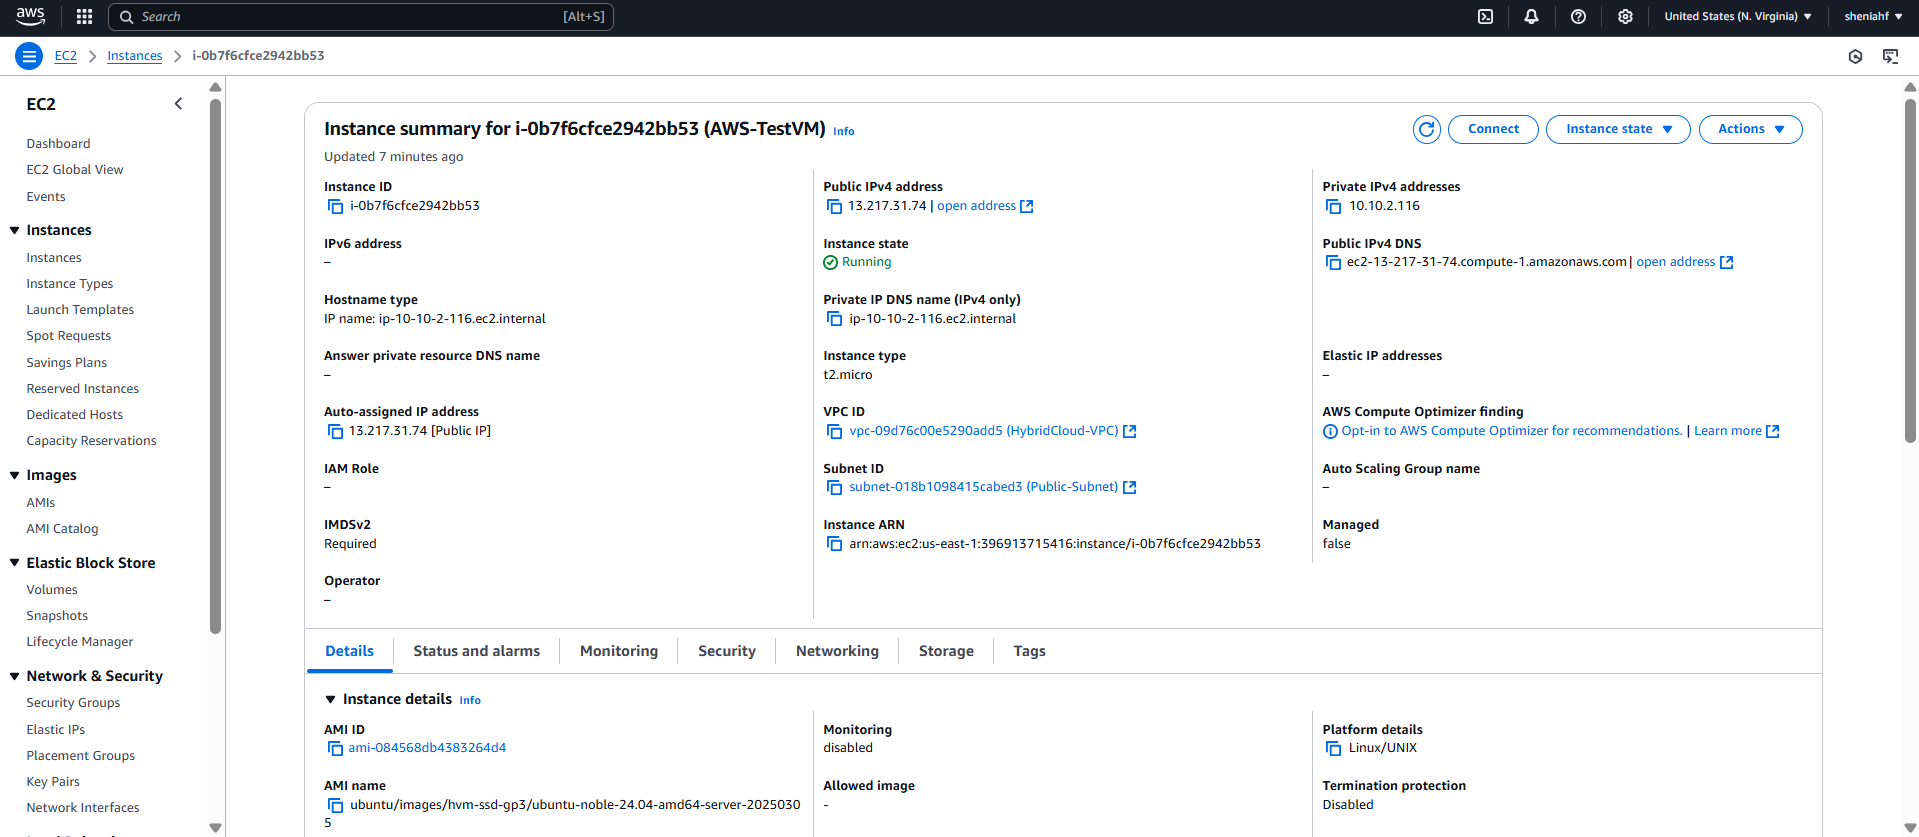 aws
Search [Alt+S]
United States (N. Virginia) ▼
sheniahf ▼
EC2 > Instances > i-0b7f6cfce2942bb53
EC2
Dashboard
EC2 Global View
Events
Instances
Instances
Instance Types
Launch Templates
Spot Requests
Savings Plans
Reserved Instances
Dedicated Hosts
Capacity Reservations
Images
AMIs
AMI Catalog
Elastic Block Store
Volumes
Snapshots
Lifecycle Manager
Network & Security
Security Groups
Elastic IPs
Placement Groups
Key Pairs
Network Interfaces
Instance summary for i-0b7f6cfce2942bb53 (AWS-TestVM) Info
Updated 7 minutes ago
Connect
Instance state ▼
Actions ▼
Instance ID
i-0b7f6cfce2942bb53
Public IPv4 address
13.217.31.74 | open address
Private IPv4 addresses
10.10.2.116
IPv6 address
–
Instance state
Running
Public IPv4 DNS
ec2-13-217-31-74.compute-1.amazonaws.com | open address
Hostname type
IP name: ip-10-10-2-116.ec2.internal
Private IP DNS name (IPv4 only)
ip-10-10-2-116.ec2.internal
Answer private resource DNS name
–
Instance type
t2.micro
Elastic IP addresses
–
Auto-assigned IP address
13.217.31.74 [Public IP]
VPC ID
vpc-09d76c00e5290add5 (HybridCloud-VPC)
AWS Compute Optimizer finding
Opt-in to AWS Compute Optimizer for recommendations. | Learn more
IAM Role
–
Subnet ID
subnet-018b1098415cabed3 (Public-Subnet)
Auto Scaling Group name
–
IMDSv2
Required
Instance ARN
arn:aws:ec2:us-east-1:396913715416:instance/i-0b7f6cfce2942bb53
Managed
false
Operator
–
Details
Status and alarms
Monitoring
Security
Networking
Storage
Tags
Instance details Info
AMI ID
ami-084568db4383264d4
Monitoring
disabled
Platform details
Linux/UNIX
AMI name
ubuntu/images/hvm-ssd-gp3/ubuntu-noble-24.04-amd64-server-2025030
5
Allowed image
-
Termination protection
Disabled